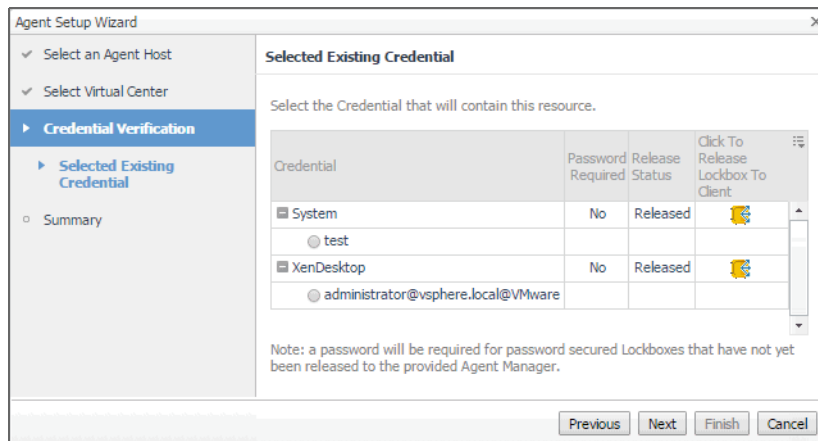 Agent Setup Wizard
Select an Agent Host
Select Virtual Center
Credential Verification
Selected Existing
Credential
Summary
Selected Existing Credential
Select the Credential that will contain this resource.
Credential
Password
Required
Release
Status
Click To
Release
Lockbox To
Client
System No Released
test
XenDesktop No Released
administrator@vsphere.local@VMware
Note: a password will be required for password secured Lockboxes that have not yet
been released to the provided Agent Manager.
Previous Next Finish Cancel